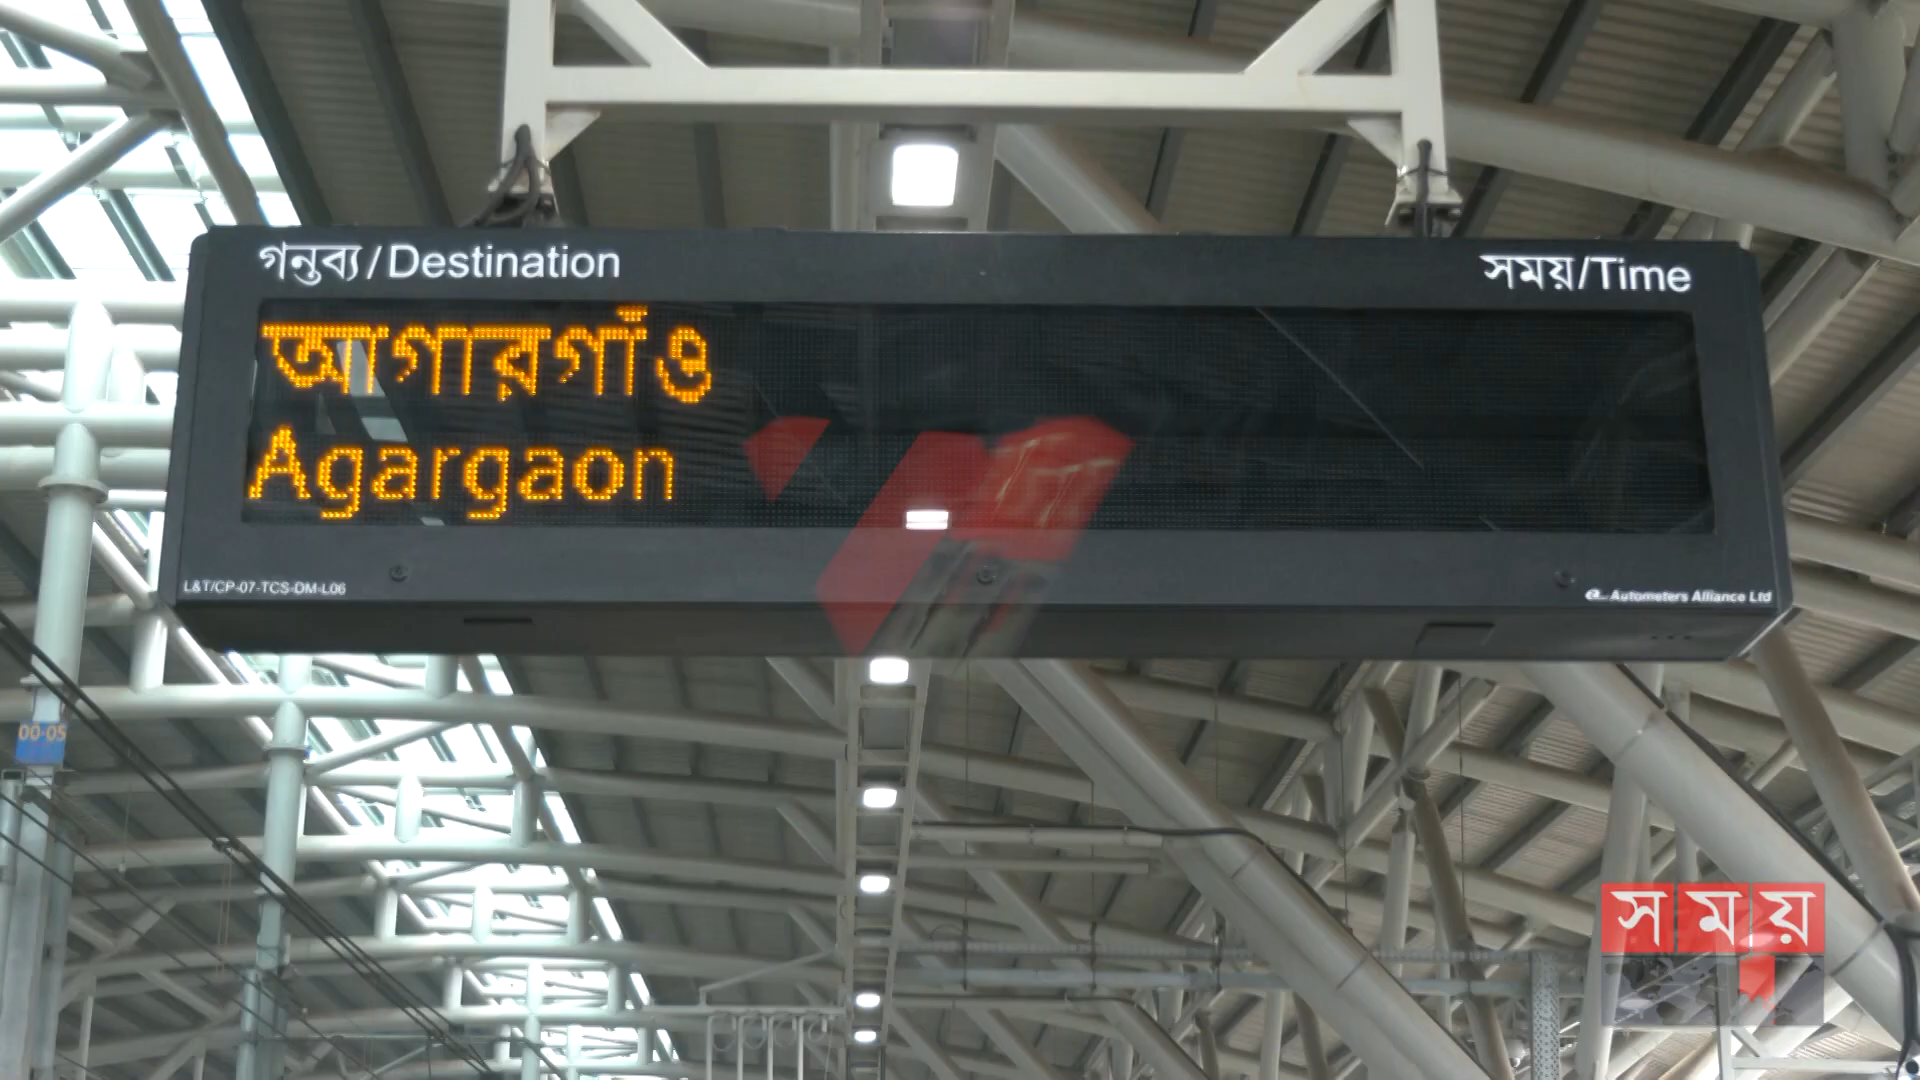 গন্তব্য/Destination
সময়/Time
আগারগাঁও
Agargaon
L&T/CP-07-TCS-DM-L06
Autometers Alliance Ltd
00-05
সময়